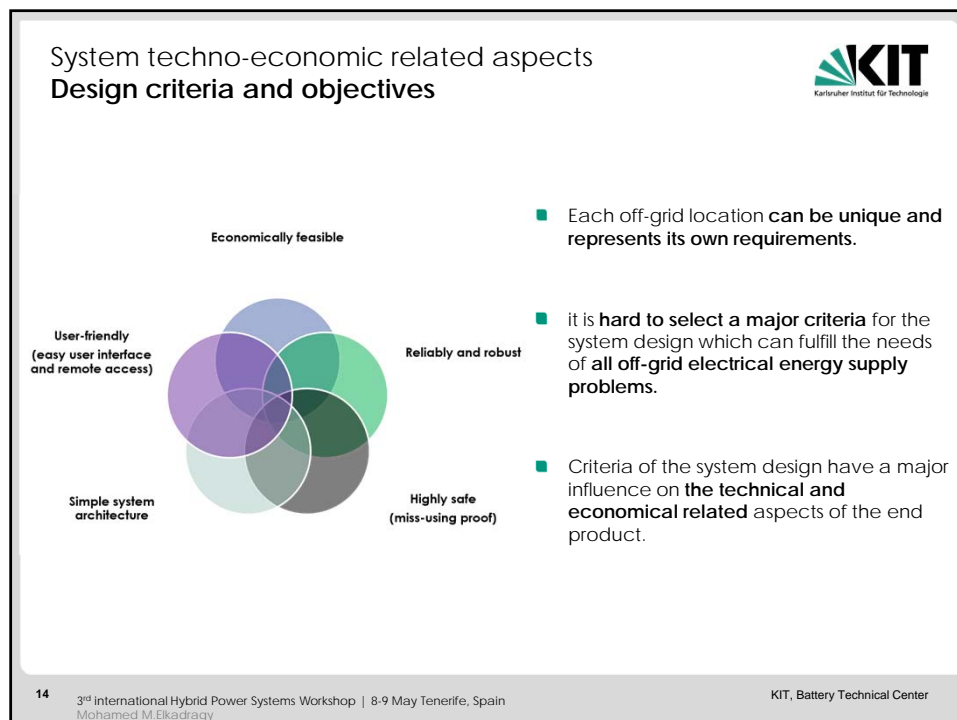 System techno-economic related aspects
Design criteria and objectives
KIT
Karlsruher Institut für Technologie
Economically feasible
User-friendly
(easy user interface
and remote access)
Reliably and robust
Simple system
architecture
Highly safe
(miss-using proof)
Each off-grid location can be unique and
represents its own requirements.
it is hard to select a major criteria for the
system design which can fulfill the needs
of all off-grid electrical energy supply
problems.
Criteria of the system design have a major
influence on the technical and
economical related aspects of the end
product.
14
3rd international Hybrid Power Systems Workshop | 8-9 May Tenerife, Spain
Mohamed M.Elkadragy
KIT, Battery Technical Center